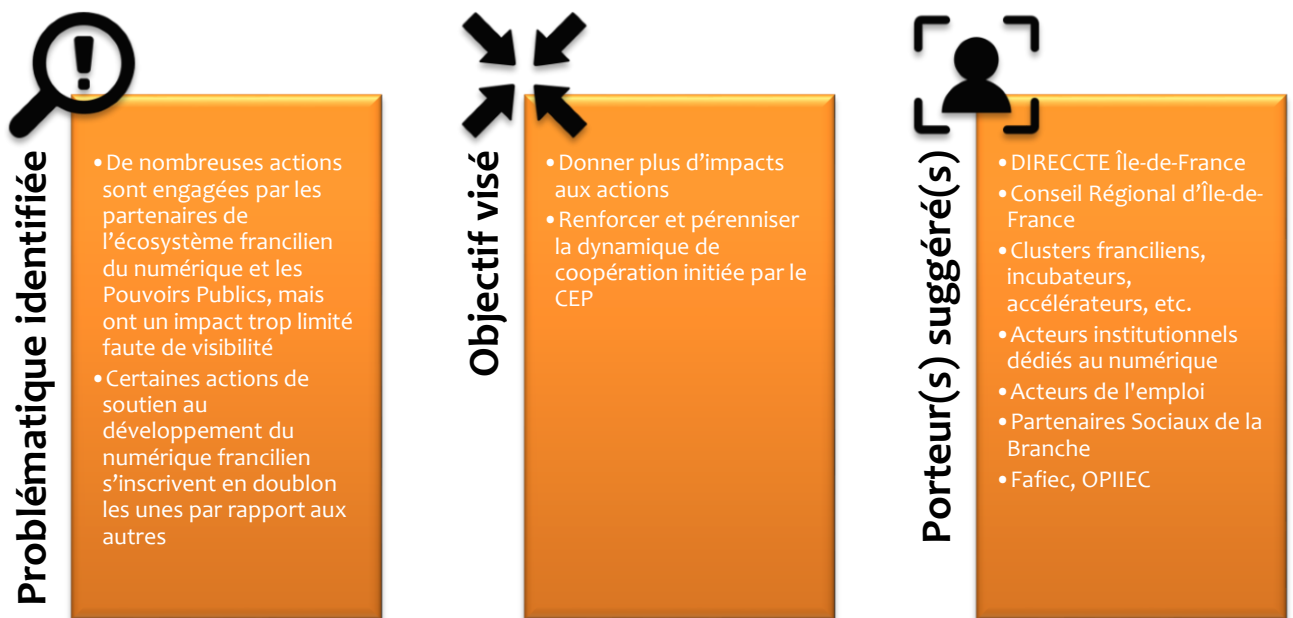 Problématique identifiée
•De nombreuses actions
sont engagées par les
partenaires de
l’écosystème francilien
du numérique et les
Pouvoirs Publics, mais
ont un impact trop limité
faute de visibilité
•Certaines actions de
soutien au
développement du
numérique francilien
s’inscrivent en doublon
les unes par rapport aux
autres
Objectif visé
•Donner plus d’impacts
aux actions
•Renforcer et pérenniser
la dynamique de
coopération initiée par le
CEP
Porteur(s) suggéré(s)
•DIRECCTE Île-de-France
•Conseil Régional d’Île-de-
France
•Clusters franciliens,
incubateurs,
accélérateurs, etc.
•Acteurs institutionnels
dédiés au numérique
•Acteurs de l'emploi
•Partenaires Sociaux de la
Branche
•Fafiec, OPIIEC